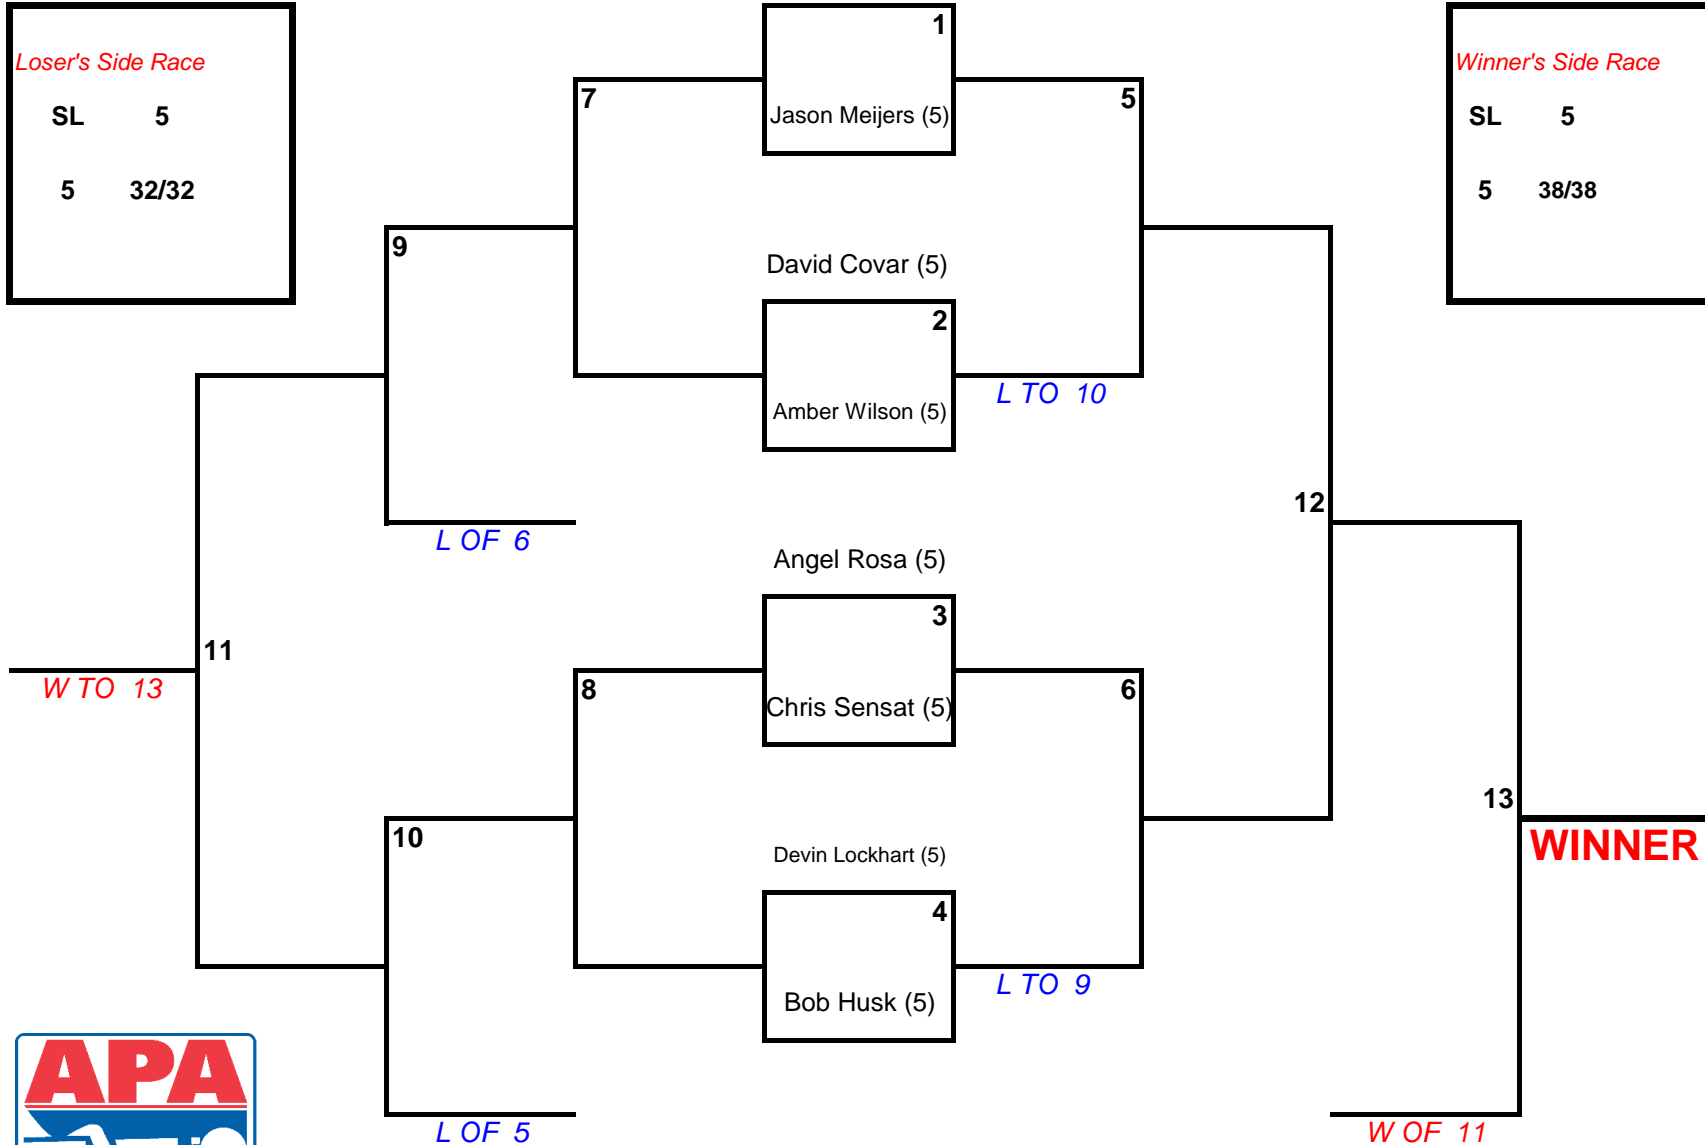 1
Loser's Side Race
Winner's Side Race
7
5
SL 5
Jason Meijers (5)
SL 5
5 32/32
5 38/38
9
David Covar (5)
2
L TO 10
Amber Wilson (5)
12
L OF 6
Angel Rosa (5)
3
11
W TO 13
8
6
Chris Sensat (5)
13
10
WINNER
Devin Lockhart (5)
4
L TO 9
Bob Husk (5)
APA
L OF 5
W OF 11